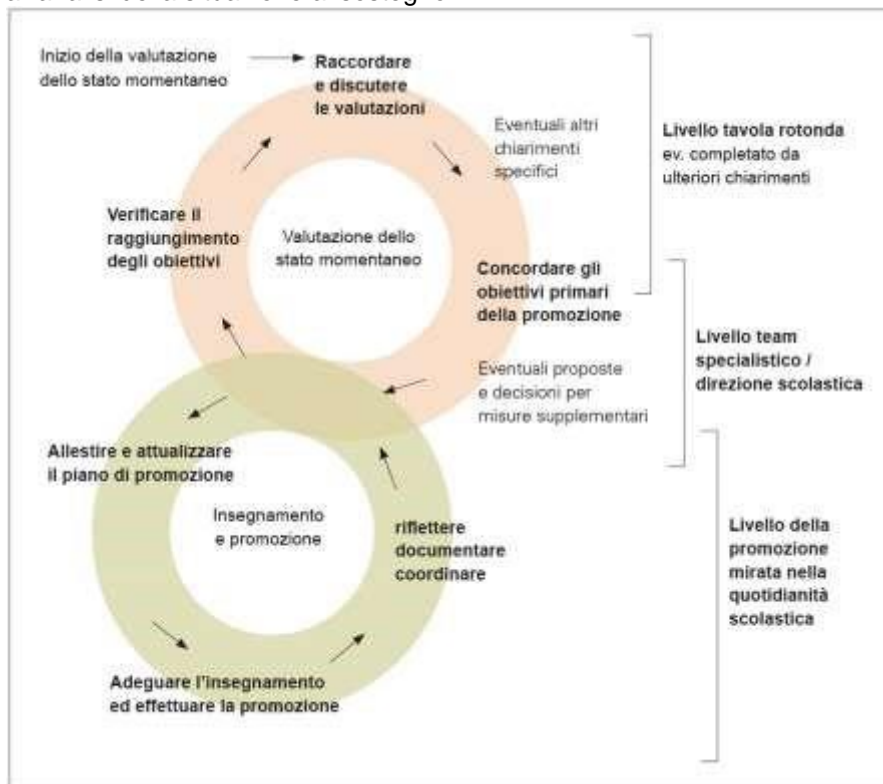 Inizio della valutazione
dello stato momentaneo
Raccordare
e discutere
le valutazioni
Eventuali altri
chiarimenti
specifici
Livello tavola rotonda
ev. completato da
ulteriori chiarimenti
Verificare il
raggiungimento
degli obiettivi
Valutazione dello
stato momentaneo
Concordare gli
obiettivi primari
della promozione
Livello team
specialistico /
direzione scolastica
Eventuali proposte
e decisioni per
misure supplementari
Allestire e attualizzare
il piano di promozione
Insegnamento
e promozione
riflettere
documentare
coordinare
Livello della
promozione
mirata nella
quotidianità
scolastica
Adeguare l'insegnamento
ed effettuare la promozione